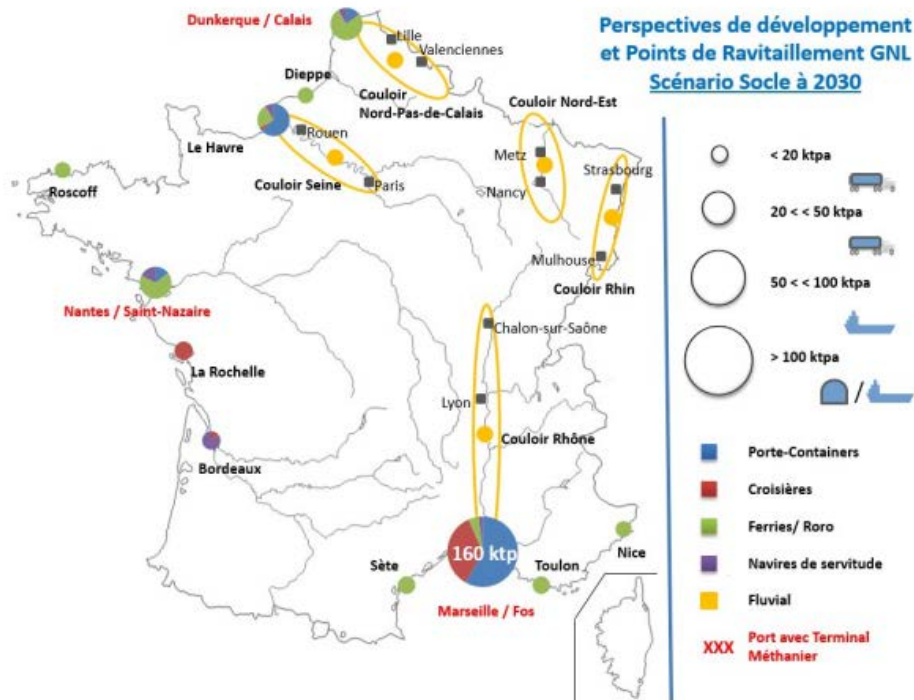 Perspectives de développement
et Points de Ravitaillement GNL
Scénario Socle à 2030
Dunkerque / Calais
Lille
Valenciennes
Dieppe
Couloir
Nord-Pas-de-Calais
Couloir Nord-Est
Rouen
Le Havre
Metz
Strasbourg
Couloir Seine
Paris
Nancy
Roscoff
Mulhouse
Couloir Rhin
Nantes / Saint-Nazaire
Chalon-sur-Saône
La Rochelle
Lyon
Couloir Rhône
Bordeaux
160 ktp
Sète
Toulon
Nice
Marseille / Fos
< 20 ktpa
20 < < 50 ktpa
50 < < 100 ktpa
> 100 ktpa
/
Porte-Containers
Croisières
Ferries/ Roro
Navires de servitude
Fluvial
XXX Port avec Terminal
Méthanier